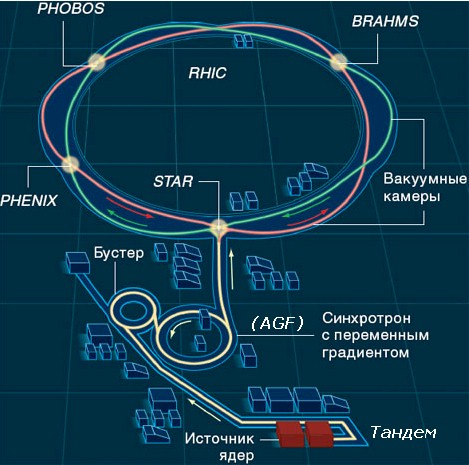 PHOBOS
BRAHMS
RHIC
PHENIX
STAR
Вакуумные
камеры
Бустер
(AGF)
Синхротрон
с переменным
градиентом
Источник
ядер
Тандем